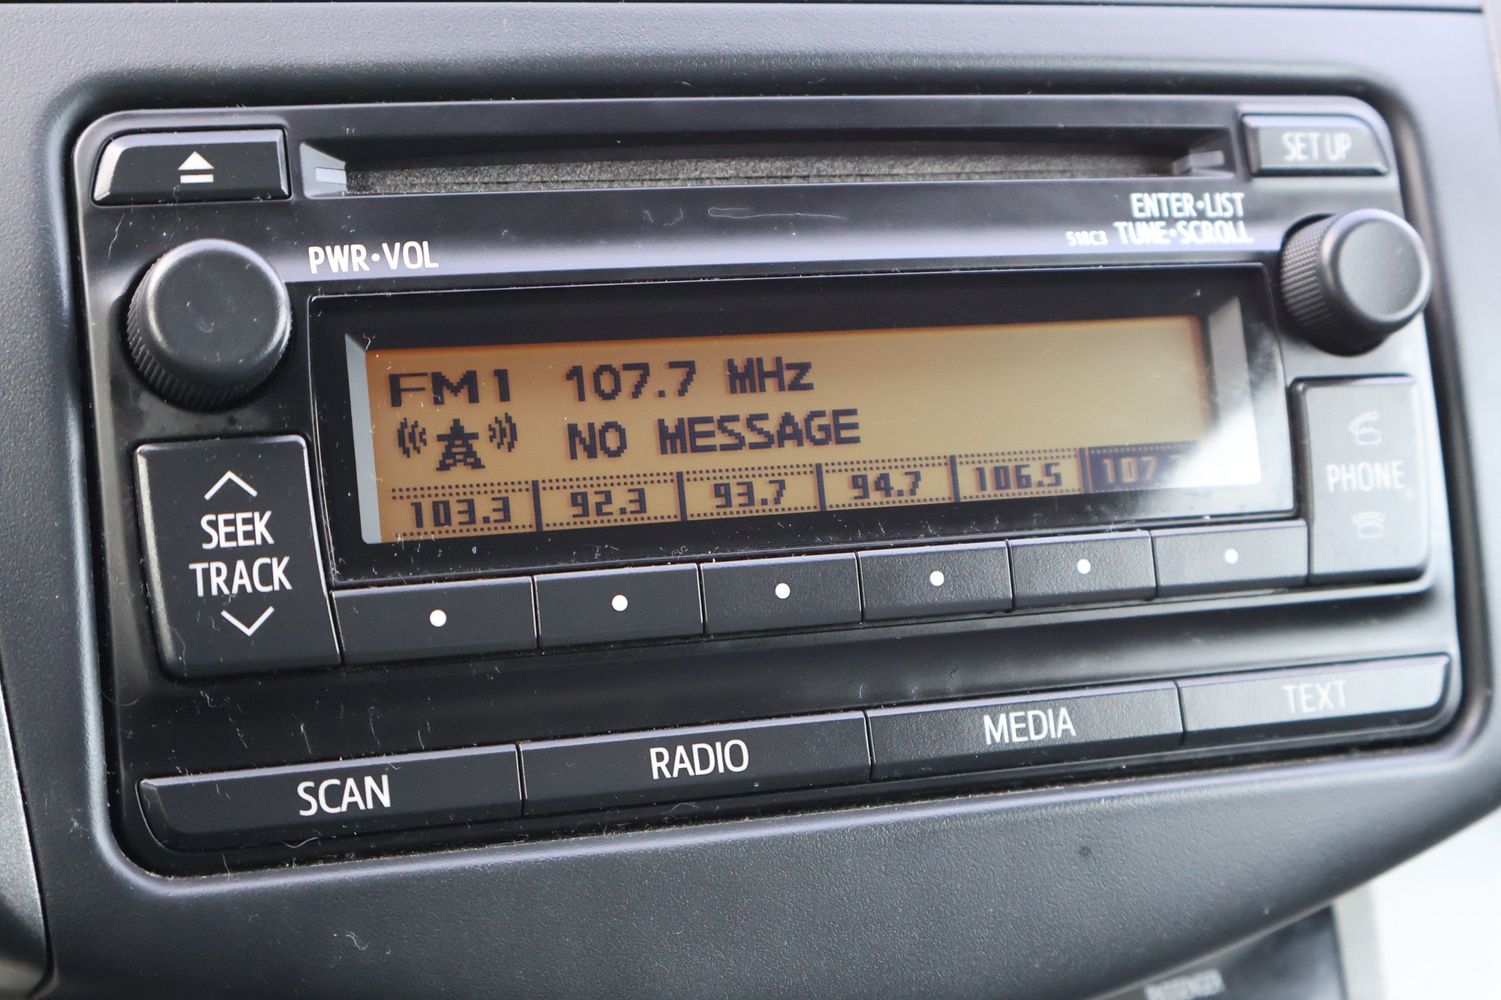 SET UP
ENTER•LIST
518C3 TUNE•SCROLL
PWR•VOL
FM1 107.7 MHz
NO MESSAGE
103.3 92.3 93.7 94.7 106.5 107.
SEEK
TRACK
PHONE
SCAN RADIO MEDIA TEXT
PASSENGER